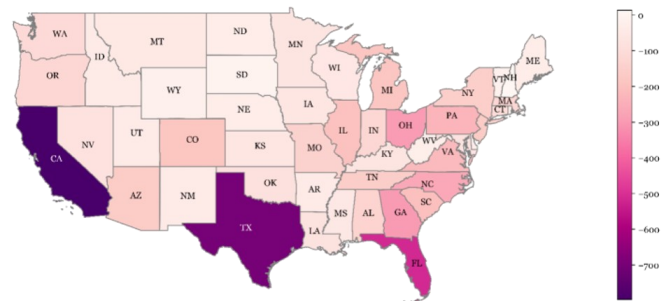 WA
MT
ND
MN
ME
OR
ID
SD
WI
VT
NH
WY
MI
NY
MA
CT
IA
NE
PA
NV
UT
IL
IN
OH
CA
CO
KS
MO
KY
WV
VA
AZ
NM
OK
TN
NC
AR
SC
TX
MS
AL
GA
LA
FL
0
−100
−200
−300
−400
−500
−600
−700